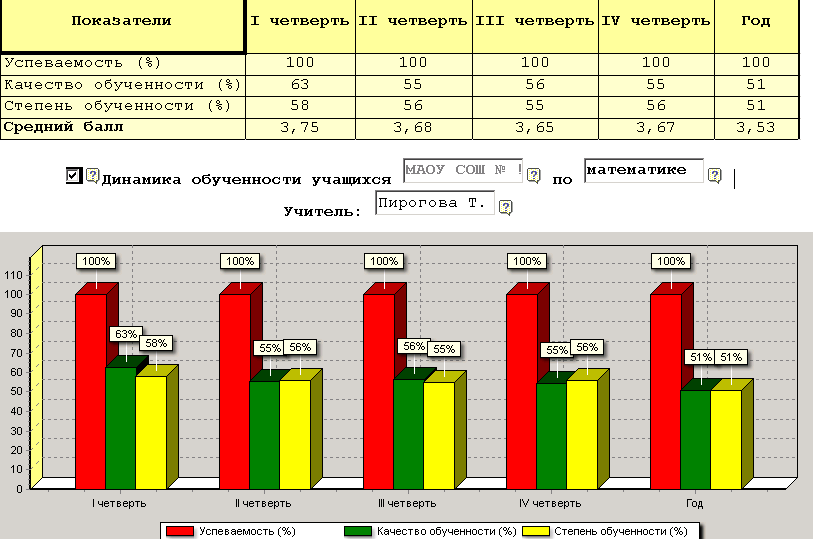 Показатели I четверть II четверть III четверть IV четверть Год
Успеваемость (%) 100 100 100 100 100
Качество обученности (%) 63 55 56 55 51
Степень обученности (%) 58 56 55 56 51
Средний балл 3,75 3,68 3,65 3,67 3,53
Динамика обученности учащихся МАОУ СОШ № по математике
Учитель: Пирогова Т.
100% 100% 100% 100% 100%
63% 58% 55% 56% 56% 55% 55% 56% 51% 51%
110
100
90
80
70
60
50
40
30
20
10
0
I четверть II четверть III четверть IV четверть Год
Успеваемость (%) Качество обученности (%) Степень обученности (%)